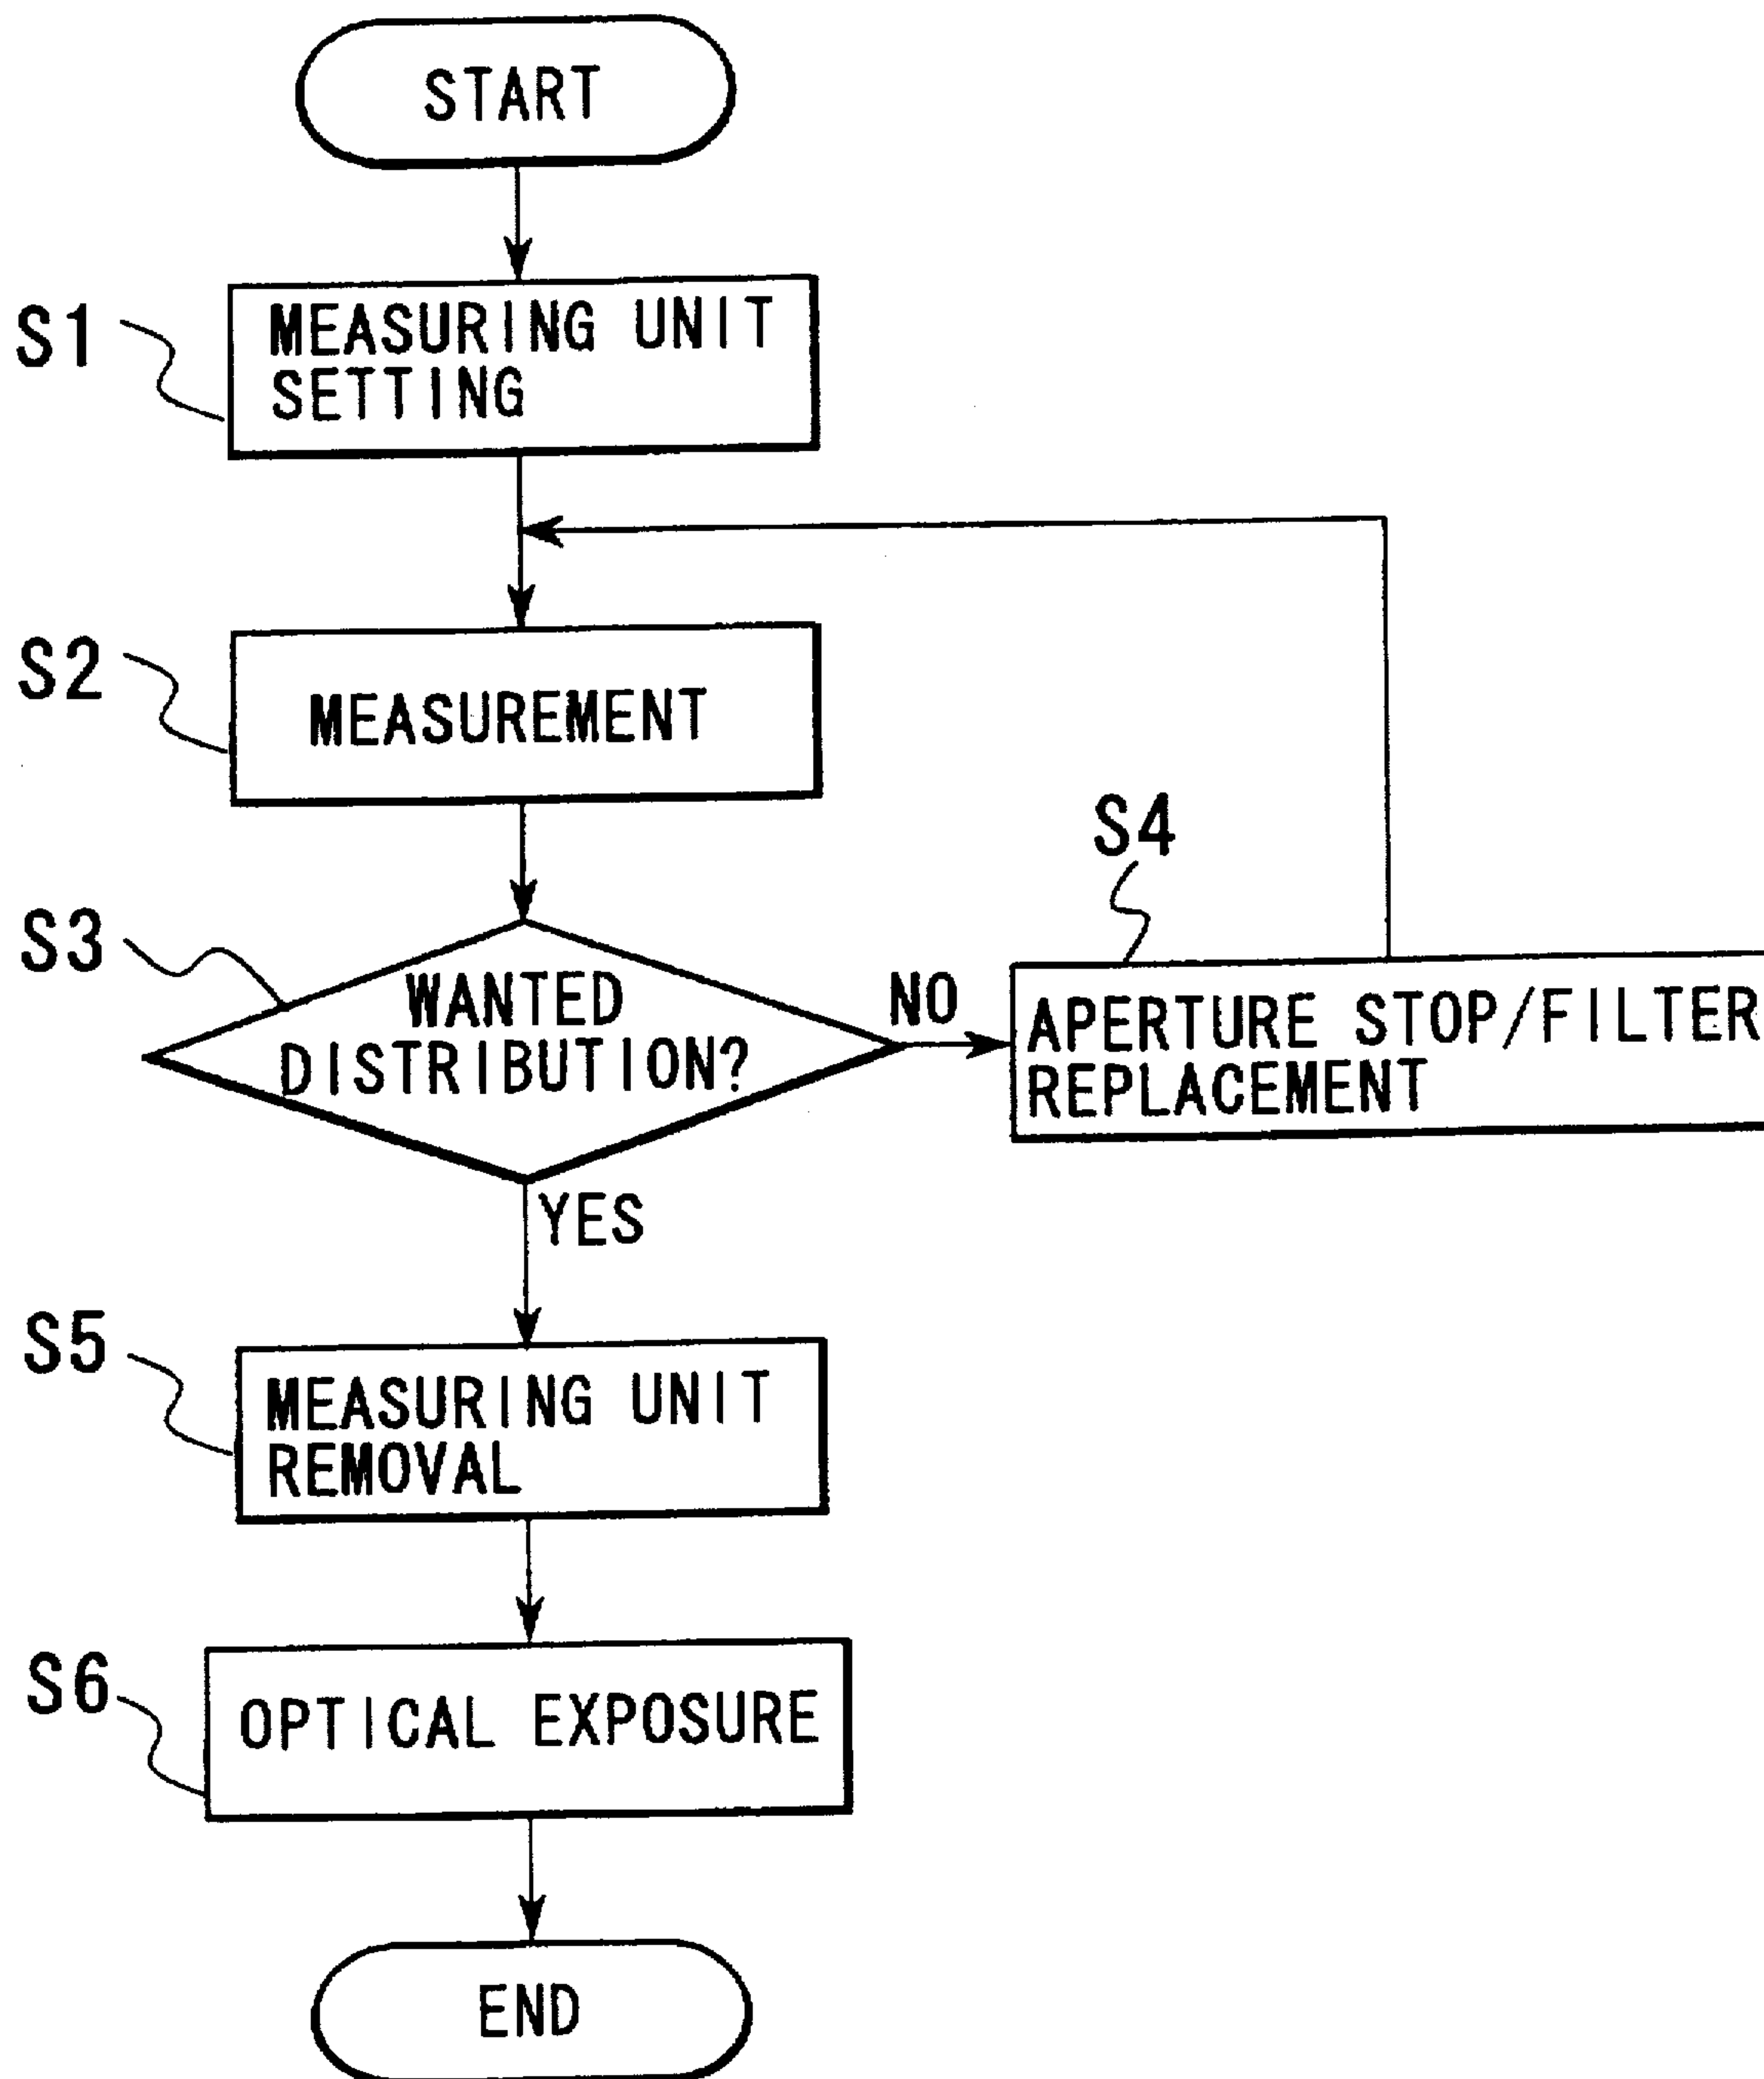 START
S1
MEASURING UNIT
SETTING
S2
MEASUREMENT
S3
WANTED
DISTRIBUTION?
NO
S4
APERTURE STOP/FILTER
REPLACEMENT
YES
S5
MEASURING UNIT
REMOVAL
S6
OPTICAL EXPOSURE
END